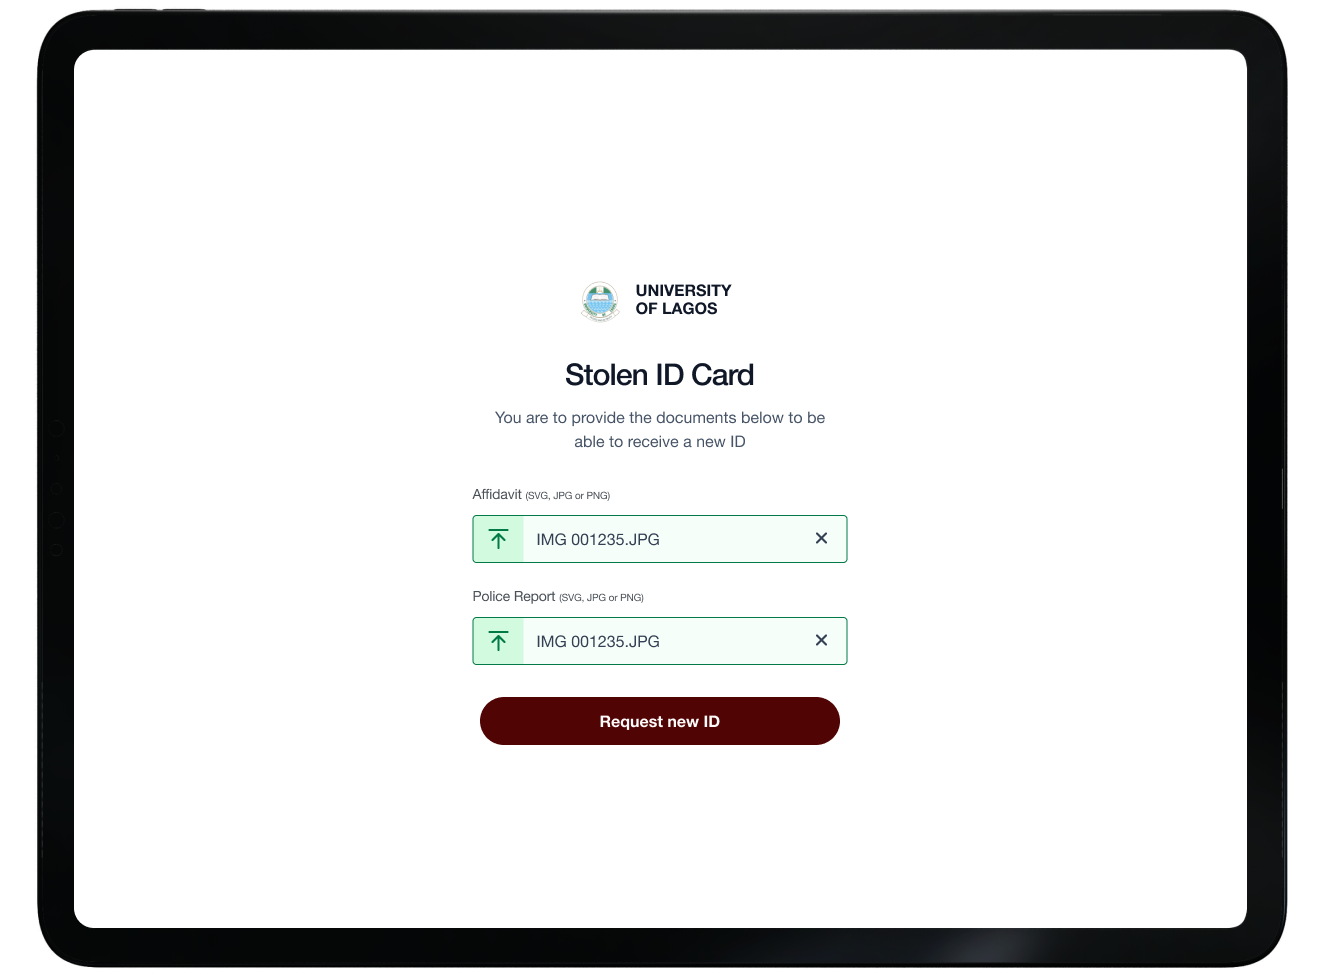 UNIVERSITY
OF LAGOS
Stolen ID Card
You are to provide the documents below to be
able to receive a new ID
Affidavit (SVG, JPG or PNG)
IMG 001235.JPG
Police Report (SVG, JPG or PNG)
IMG 001235.JPG
Request new ID